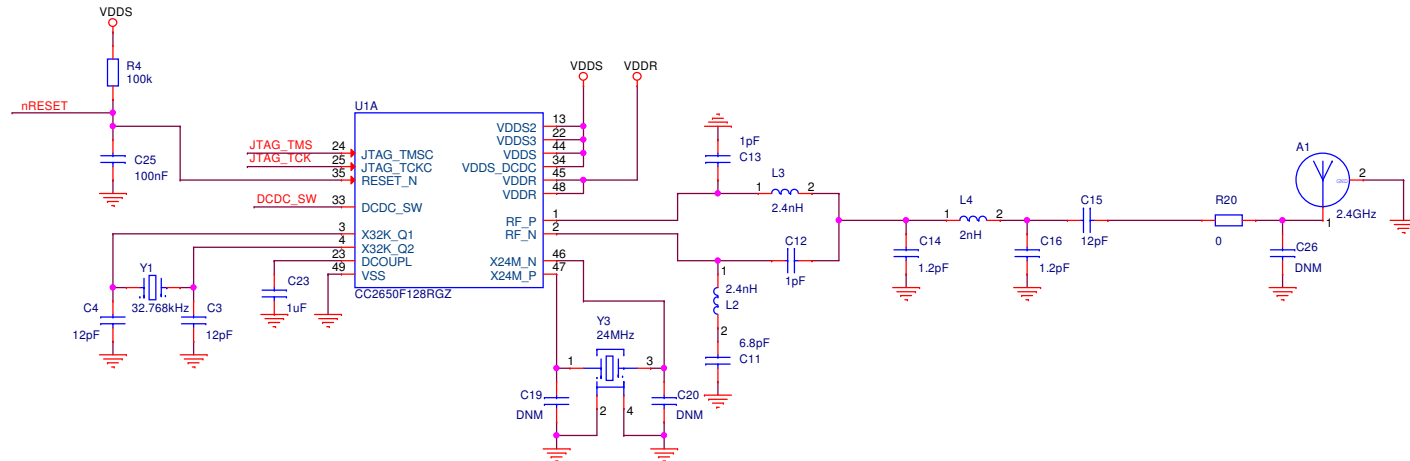 VDDS
R4
100k
nRESET
C25
100nF
JTAG_TMS
JTAG_TCK
DCDC_SW
24
25
35
33
3
4
23
49
U1A
JTAG_TMSC
JTAG_TCKC
RESET_N
DCDC_SW
X32K_Q1
X32K_Q2
DCOUPL
VSS
VDDS2
VDDS3
VDDS
VDDS_DCDC
VDDR
VDDR
RF_P
RF_N
X24M_N
X24M_P
CC2650F128RGZ
13
22
44
34
45
48
1
2
46
47
VDDS
VDDR
Y1
32.768kHz
C4
12pF
C3
12pF
C23
1uF
1pF
C13
L3
1
2
2.4nH
C12
1pF
1
2.4nH
L2
2
6.8pF
C11
Y3
24MHz
1
3
2
4
C19
DNM
C20
DNM
L4
1
2
2nH
C14
1.2pF
C16
1.2pF
C15
12pF
R20
0
C26
DNM
A1
2
2.4GHz
1